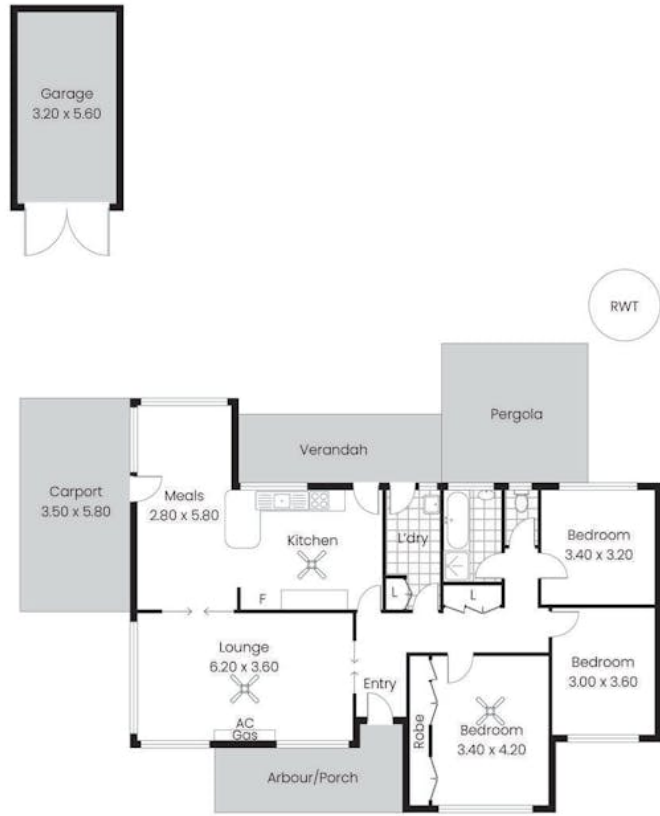 Garage
3.20 x 5.60
RWT
Pergola
Verandah
Carport
3.50 x 5.80
Meals
2.80 x 5.80
Kitchen
L'dry
Bedroom
3.40 x 3.20
F
L
L
Lounge
6.20 x 3.60
Bedroom
3.00 x 3.60
Entry
AC
Gas
Robe
Bedroom
3.40 x 4.20
Arbour/Porch